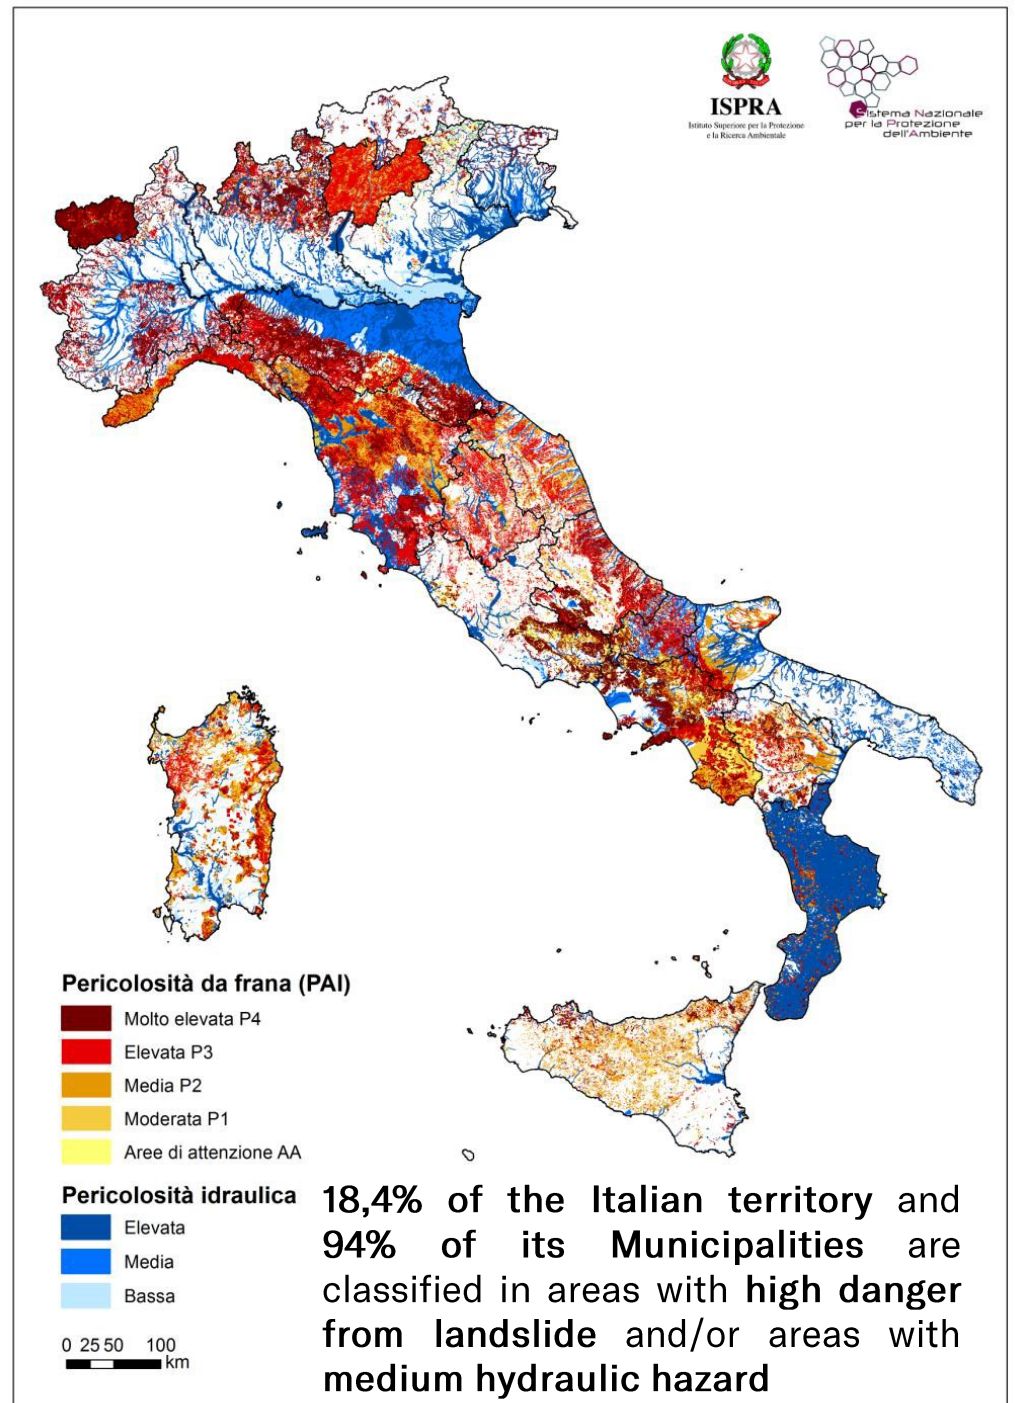 ISPRA
Istituto Superiore per la Protezione
e la Ricerca Ambientale
Sistema Nazionale
per la Protezione
dell'Ambiente
Pericolosità da frana (PAI)
Molto elevata P4
Elevata P3
Media P2
Moderata P1
Aree di attenzione AA
Pericolosità idraulica
Elevata
Media
Bassa
0 25 50 100
km
18,4% of the Italian territory and
94% of its Municipalities are
classified in areas with high danger
from landslide and/or areas with
medium hydraulic hazard